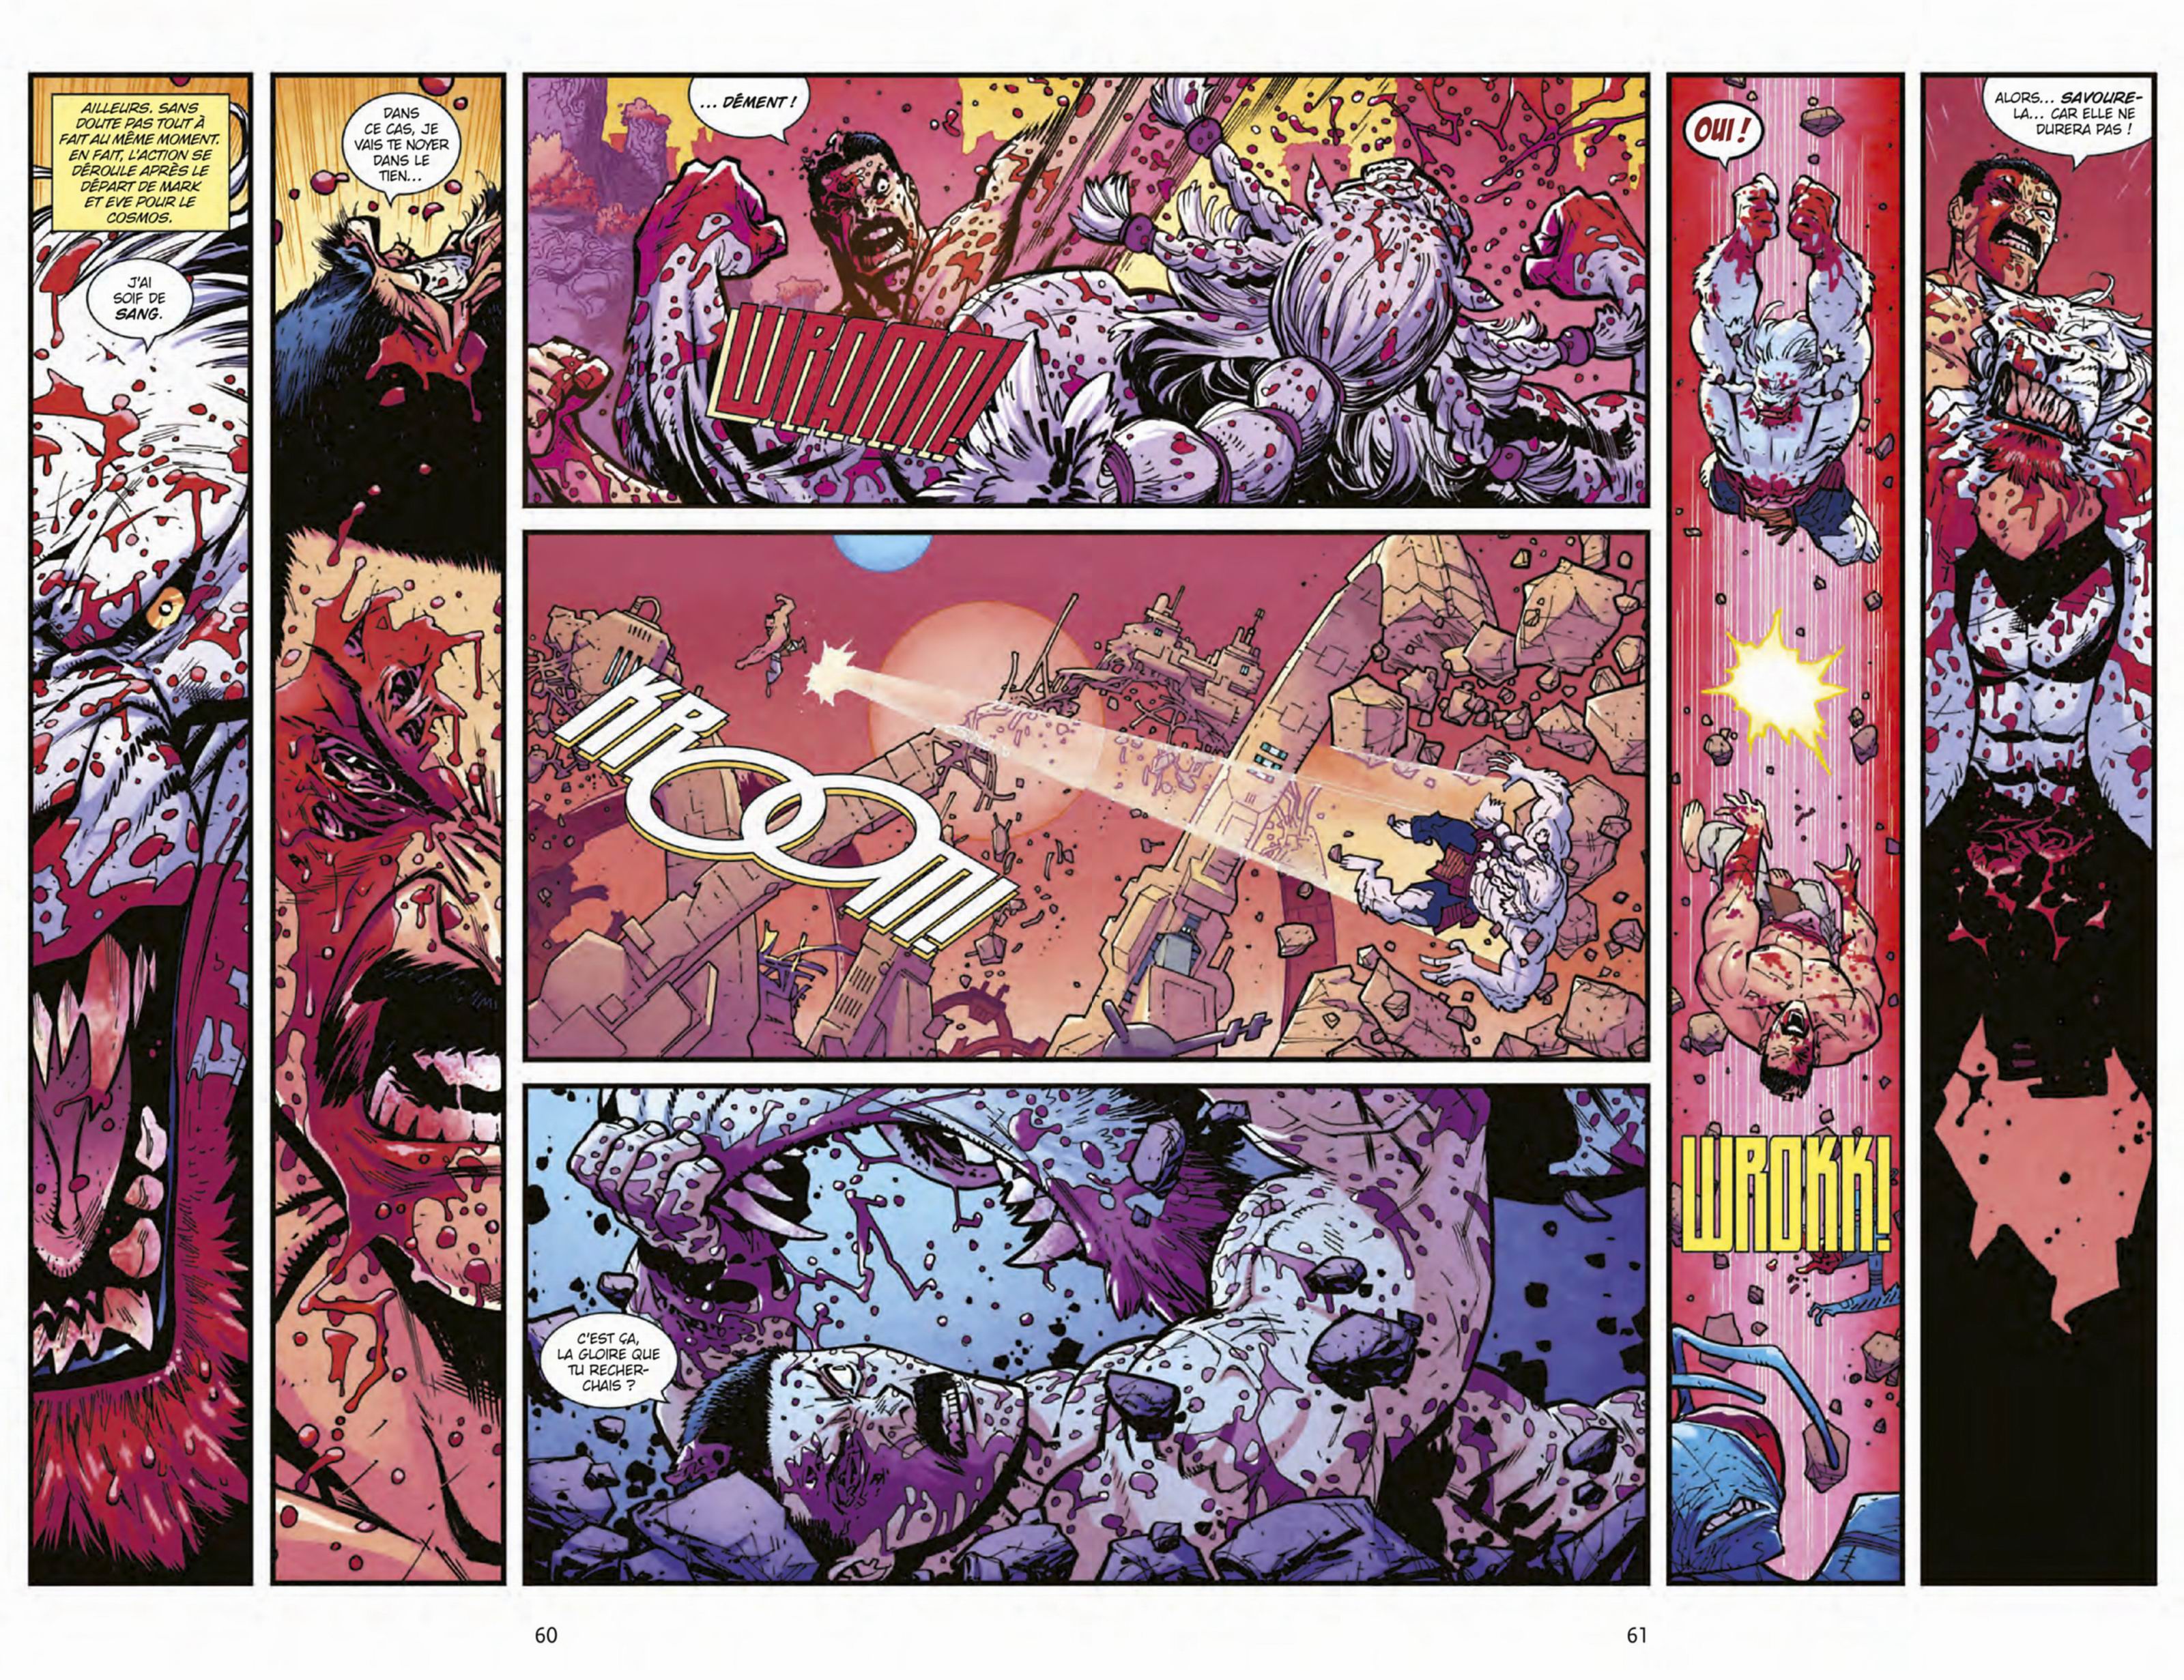 AILLEURS. SANS
DOUTE PAS TOUT À
FAIT AU MÊME MOMENT.
EN FAIT, L'ACTION SE
DÉROULE APRÈS LE
DÉPART DE MARK
ET EVE POUR LE
COSMOS.
J'AI
SOIF DE
SANG.
DANS
CE CAS, JE
VAIS TE NOYER
DANS LE
TIEN...
... DÉMENT !
WRAMM!
KROOM!
C'EST ÇA,
LA GLOIRE QUE
TU RECHER-
CHAIS ?
OUI !
WROKK!
ALORS... SAVOURE-
LA... CAR ELLE NE
DURERA PAS !
60
61